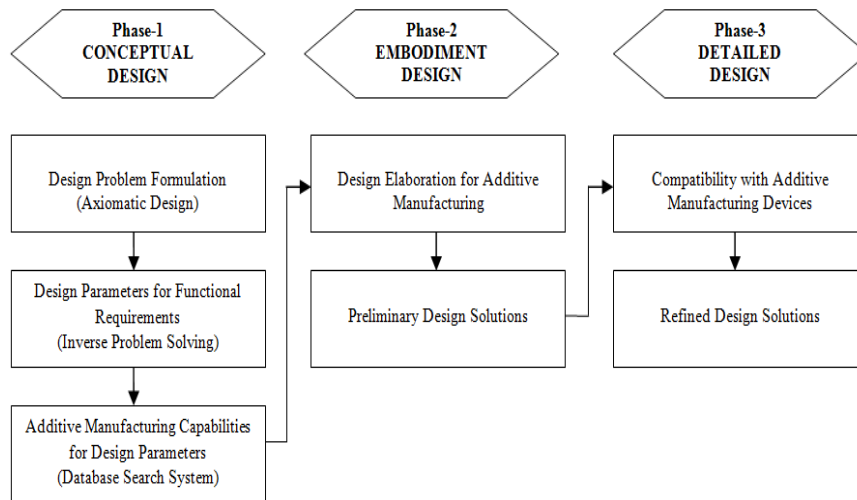 Phase-1
CONCEPTUAL
DESIGN
Phase-2
EMBODIMENT
DESIGN
Phase-3
DETAILED
DESIGN
Design Problem Formulation
(Axiomatic Design)
Design Parameters for Functional
Requirements
(Inverse Problem Solving)
Additive Manufacturing Capabilities
for Design Parameters
(Database Search System)
Design Elaboration for Additive
Manufacturing
Preliminary Design Solutions
Compatibility with Additive
Manufacturing Devices
Refined Design Solutions